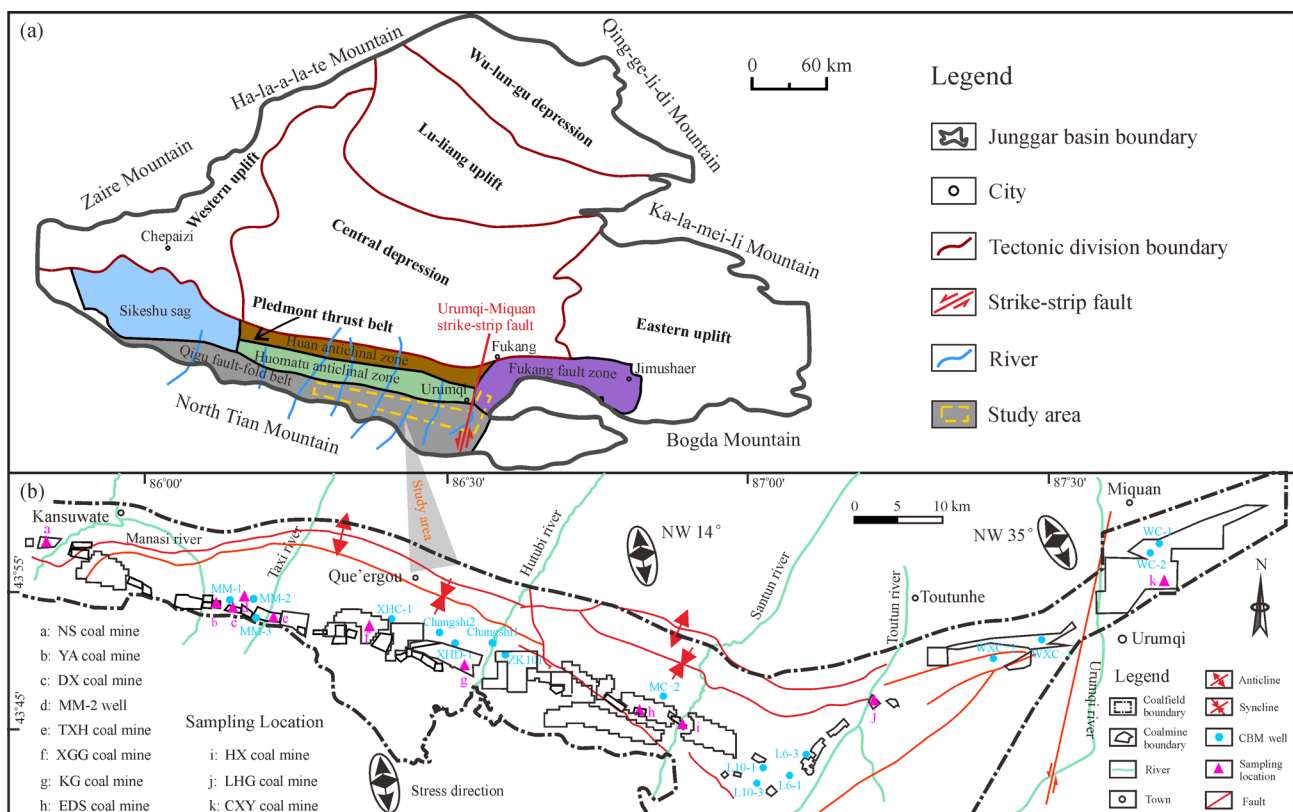 (a)
Ha-la-a-la-te Mountain
Qing-ge-li-di Mountain
Wu-lun-gu depression
0 60 km
Lu-liang uplift
Zaire Mountain
Western uplift
Ka-la-mei-li Mountain
Chepaizi
Central depression
Sikeshu sag
Piedmont thrust belt
Urumqi-Miquan
strike-strip fault
Eastern uplift
Huan anticlinal zone
Fukang
Qigu fault-fold belt
Huomatu anticlinal zone
Fukang fault zone
Jimushaer
Urumqi
North Tian Mountain
Bogda Mountain
Legend
Junggar basin boundary
City
Tectonic division boundary
Strike-strip fault
River
Study area
(b)
86°00'
86°30'
87°00'
87°30'
43°55'
43°45'
Study area
Kansuwate
a
Manasi river
Taxi river
Que'ergou
Hutubi river
NW 14°
0 5 10 km
NW 35°
Miquan
WC-1
WC-2
k
N
Santun river
Toutun river
Toutunhe
Urumqi
Urumqi river
MM-1
MM-2
MM-3
b
c
e
XHC-1
f
Changshi2
Changshi1
XHD-1
ZK101
g
MC-2
h
i
j
L10-1
L10-3
L6-3
L6-1
WXC-1
a: NS coal mine
b: YA coal mine
c: DX coal mine
d: MM-2 well
e: TXH coal mine
f: XGG coal mine
g: KG coal mine
h: EDS coal mine
Sampling Location
i: HX coal mine
j: LHG coal mine
k: CXY coal mine
Stress direction
Legend
Coalfield
boundary
Coalmine
boundary
River
Town
Anticline
Syncline
CBM well
Sampling
location
Fault